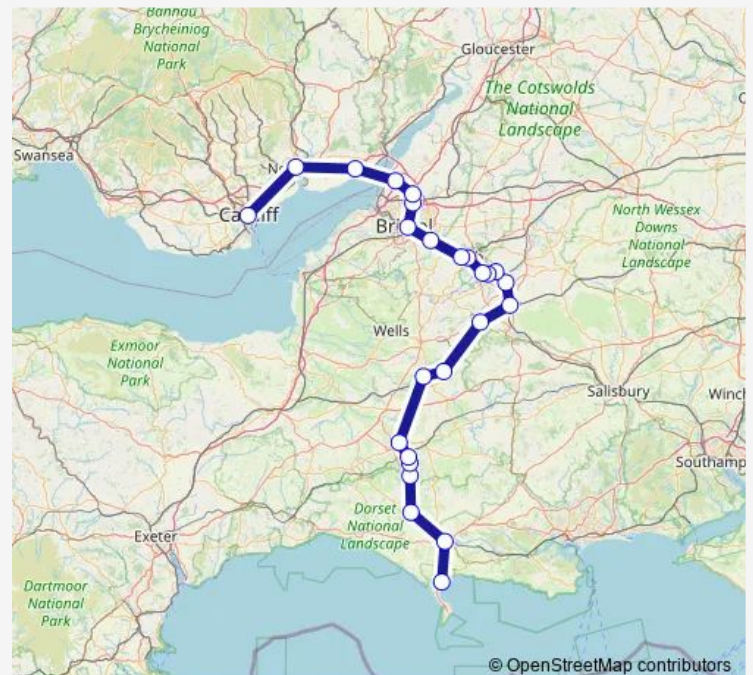 Bannau
Brycheiniog
National
Park
Gloucester
The Cotswolds
National
Landscape
Swansea
Cardiff
Bristol
North Wessex
Downs
National
Landscape
Wells
Exmoor
National
Park
Salisbury
Winch
Southamp
Dorset
National
Landscape
Exeter
Dartmoor
National
Park
© OpenStreetMap contributors